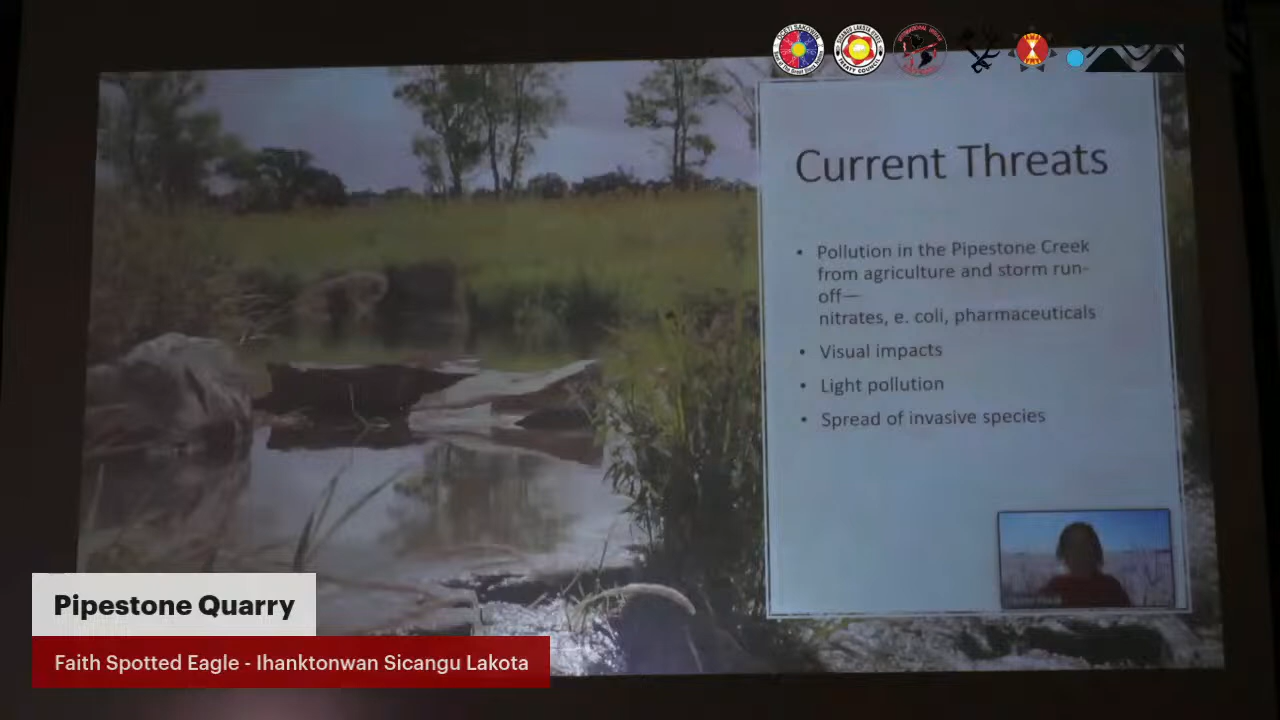 Current Threats
• Pollution in the Pipestone Creek
from agriculture and storm run-
off—
nitrates, e. coli, pharmaceuticals
• Visual impacts
• Light pollution
• Spread of invasive species
Pipestone Quarry
Faith Spotted Eagle - Ihanktonwan Sicangu Lakota